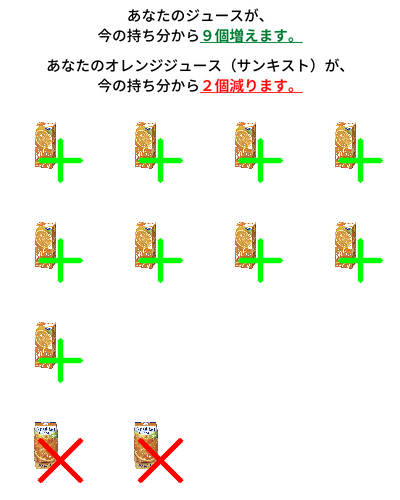 あなたのジュースが、
今の持ち分から９個増えます。
あなたのオレンジジュース（サンキスト）が、
今の持ち分から２個減ります。